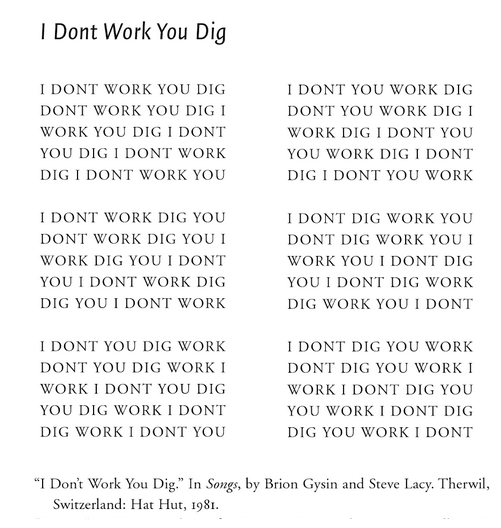 I Dont Work You Dig
I DONT WORK YOU DIG
DONT WORK YOU DIG I
WORK YOU DIG I DONT
YOU DIG I DONT WORK
DIG I DONT WORK YOU
I DONT WORK DIG YOU
DONT WORK DIG YOU I
WORK DIG YOU I DONT
YOU I DONT WORK DIG
DIG YOU I DONT WORK
I DONT YOU DIG WORK
DONT YOU DIG WORK I
WORK I DONT YOU DIG
YOU DIG WORK I DONT
DIG WORK I DONT YOU
I DONT YOU WORK DIG
DONT YOU WORK DIG I
WORK DIG I DONT YOU
YOU WORK DIG I DONT
DIG I DONT YOU WORK
I DONT DIG WORK YOU
DONT DIG WORK YOU I
WORK YOU I DONT DIG
YOU I DONT DIG WORK
DIG WORK YOU I DONT
I DONT DIG YOU WORK
DONT DIG YOU WORK I
WORK I DONT DIG YOU
YOU WORK I DONT DIG
DIG YOU WORK I DONT
“I Don’t Work You Dig.” In Songs, by Brion Gysin and Steve Lacy. Therwil,
Switzerland: Hat Hut, 1981.